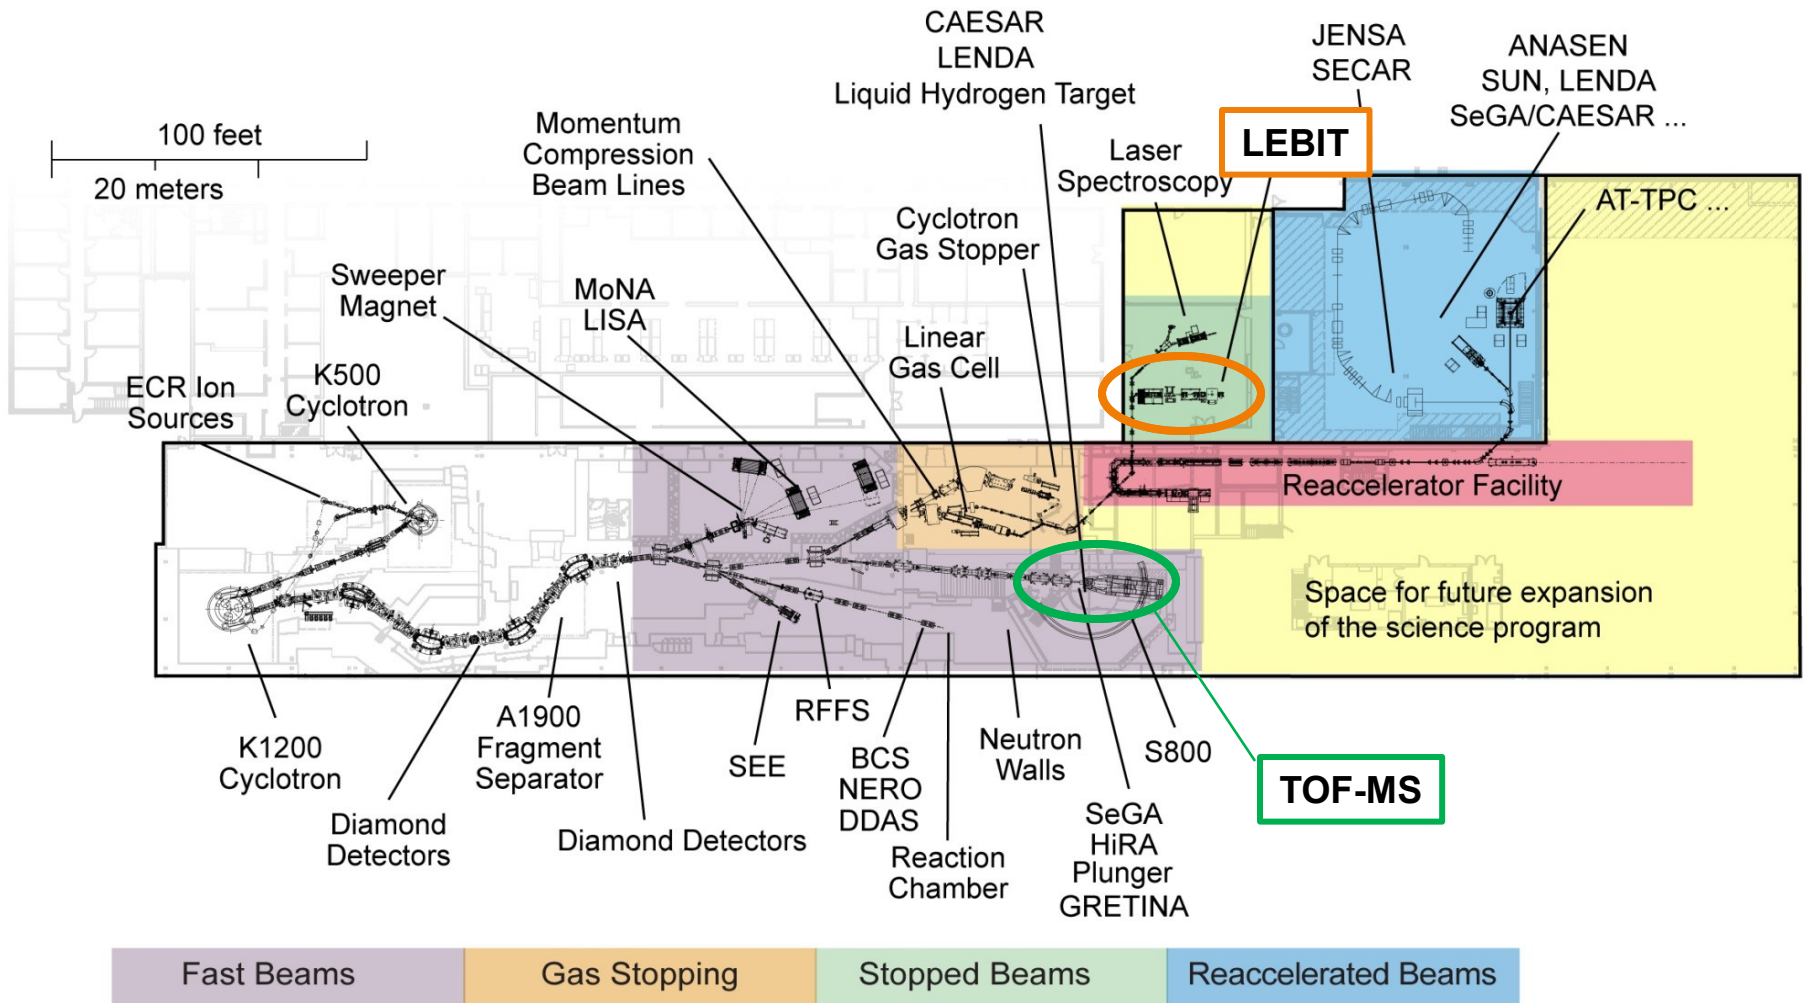 CAESAR
LENDA
Liquid Hydrogen Target
JENSA
SECAR
ANASEN
SUN, LENDA
SeGA/CAESAR ...
100 feet
20 meters
Momentum
Compression
Beam Lines
Laser
Spectroscopy
LEBIT
AT-TPC ...
Cyclotron
Gas Stopper
Sweeper
Magnet
MoNA
LISA
Linear
Gas Cell
ECR Ion
Sources
K500
Cyclotron
Reaccelerator Facility
Space for future expansion
of the science program
K1200
Cyclotron
Diamond
Detectors
A1900
Fragment
Separator
Diamond Detectors
SEE
RFFS
BCS
NERO
DDAS
Reaction
Chamber
Neutron
Walls
SeGA
HiRA
Plunger
GRETINA
S800
TOF-MS
Fast Beams
Gas Stopping
Stopped Beams
Reaccelerated Beams